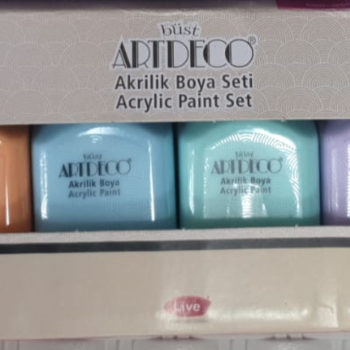 büst
ARTDECO®
Akrilik Boya Seti
Acrylic Paint Set
büst
ARTDECO
Akrilik Boya
Acrylic Paint
büst
ARTDECO
Akrilik Boya
Acrylic Paint
Live